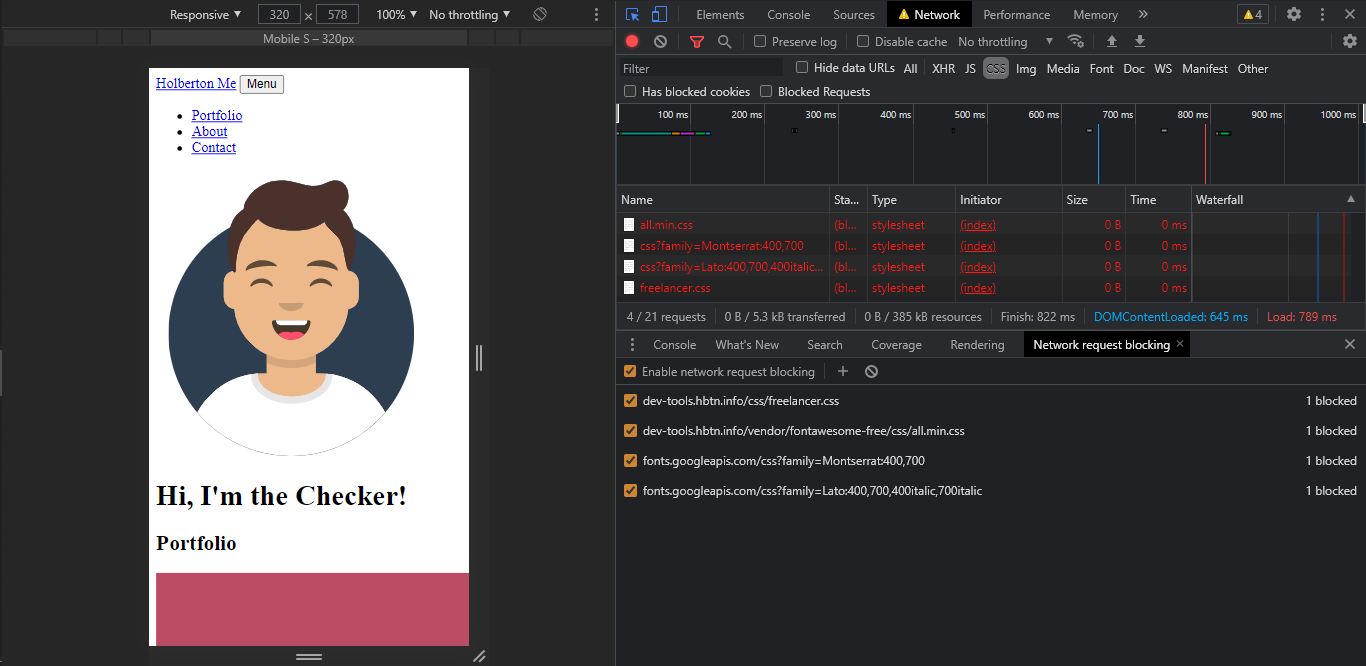 Responsive ▼ 320 × 578 100% ▼ No throttling ▼
Mobile S – 320px
Holberton Me Menu
Portfolio
About
Contact
Hi, I'm the Checker!
Portfolio
Elements Console Sources Network Performance Memory 4
Preserve log Disable cache No throttling ▼
Filter Hide data URLs All XHR JS CSS Img Media Font Doc WS Manifest Other
Has blocked cookies Blocked Requests
100 ms 200 ms 300 ms 400 ms 500 ms 600 ms 700 ms 800 ms 900 ms 1000 ms
Name Sta... Type Initiator Size Time Waterfall
all.min.css (bl... stylesheet (index) 0 B 0 ms
css?family=Montserrat:400,700 (bl... stylesheet (index) 0 B 0 ms
css?family=Lato:400,700,400italic... (bl... stylesheet (index) 0 B 0 ms
freelancer.css (bl... stylesheet (index) 0 B 0 ms
4 / 21 requests 0 B / 5.3 kB transferred 0 B / 385 kB resources Finish: 822 ms DOMContentLoaded: 645 ms Load: 789 ms
Console What's New Search Coverage Rendering Network request blocking ×
Enable network request blocking
dev-tools.hbtn.info/css/freelancer.css 1 blocked
dev-tools.hbtn.info/vendor/fontawesome-free/css/all.min.css 1 blocked
fonts.googleapis.com/css?family=Montserrat:400,700 1 blocked
fonts.googleapis.com/css?family=Lato:400,700,400italic,700italic 1 blocked